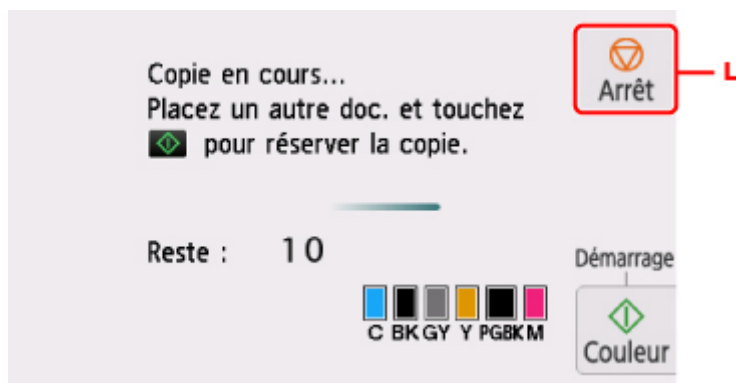 Copie en cours...
Placez un autre doc. et touchez
pour réserver la copie.
Reste : 10
C BK GY Y PGBK M
Arrêt
L
Démarrage
Couleur